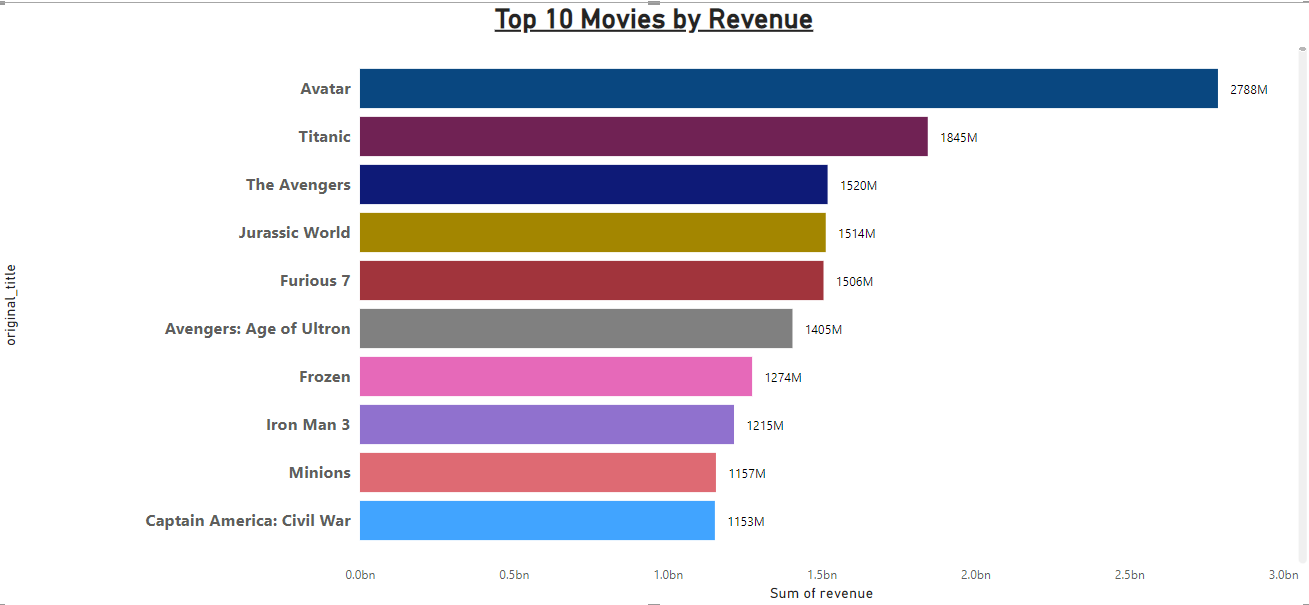 Top 10 Movies by Revenue
original_title
Avatar 2788M
Titanic 1845M
The Avengers 1520M
Jurassic World 1514M
Furious 7 1506M
Avengers: Age of Ultron 1405M
Frozen 1274M
Iron Man 3 1215M
Minions 1157M
Captain America: Civil War 1153M
0.0bn 0.5bn 1.0bn 1.5bn 2.0bn 2.5bn 3.0bn
Sum of revenue